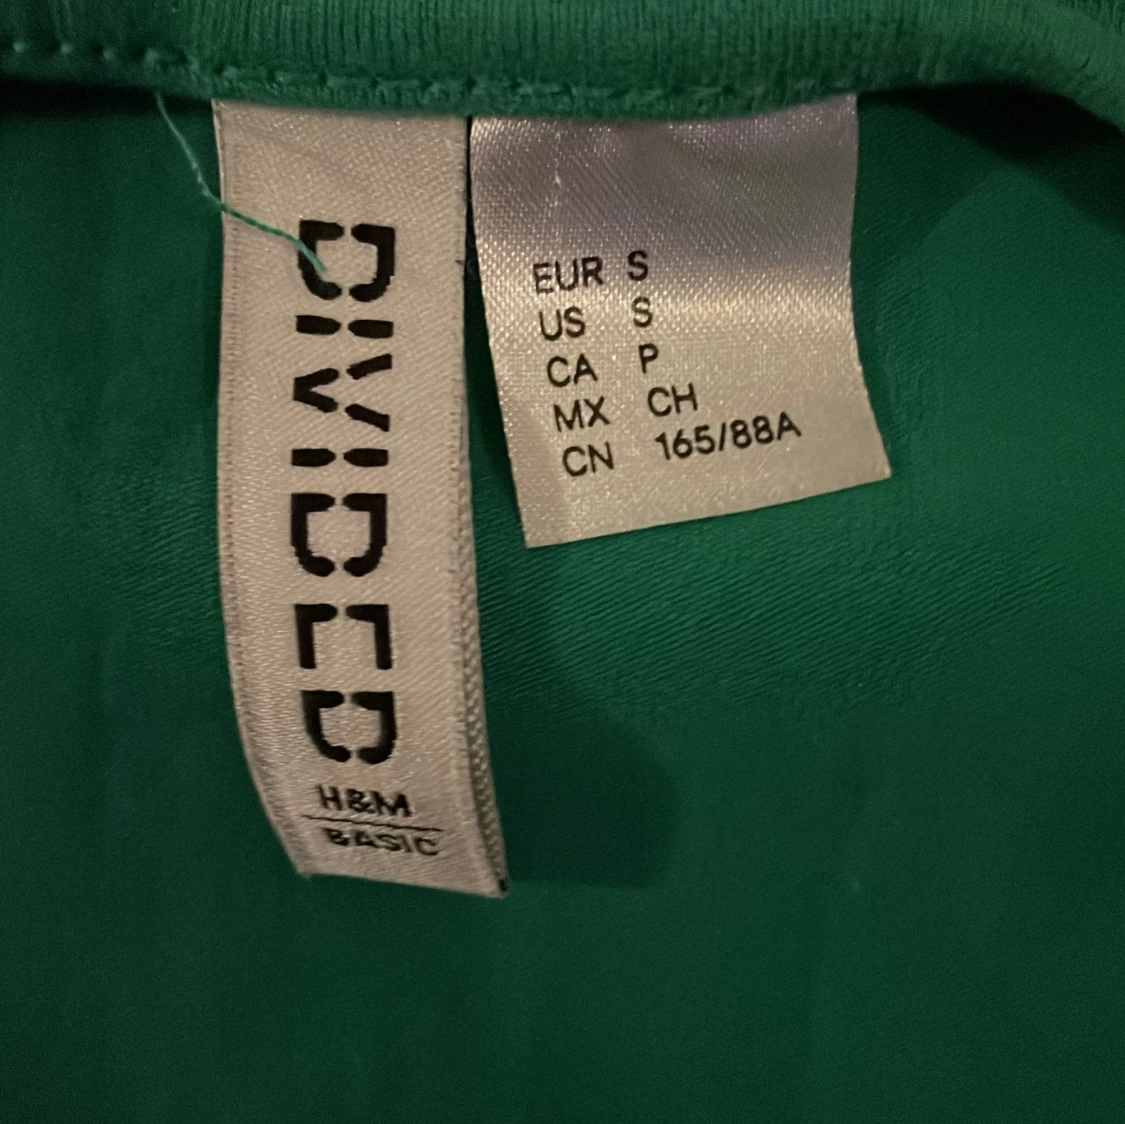 DIVIDED
H&M
BASIC
EUR S
US S
CA P
MX CH
CN 165/88A